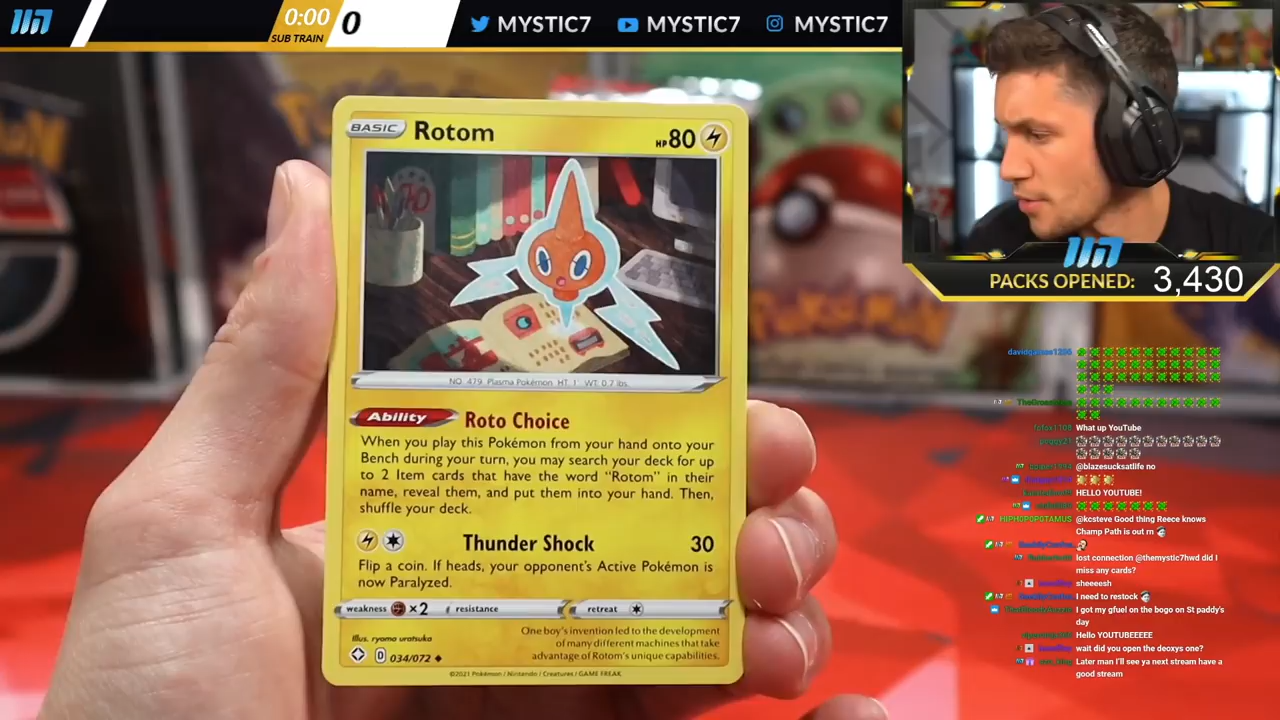 0:00
SUB TRAIN
0
MYSTIC7
MYSTIC7
MYSTIC7
PACKS OPENED: 3,430
BASIC Rotom HP 80
NO. 479 Plasma Pokémon HT: 1' WT: 0.7 lbs.
Ability Roto Choice
When you play this Pokémon from your hand onto your
Bench during your turn, you may search your deck for up
to 2 Item cards that have the word "Rotom" in their
name, reveal them, and put them into your hand. Then,
shuffle your deck.
Thunder Shock 30
Flip a coin. If heads, your opponent's Active Pokémon is
now Paralyzed.
weakness ×2 resistance retreat
Illus. ryoma uratsuka
D 034/072
One boy's invention led to the development
of many different machines that take
advantage of Rotom's unique capabilities.
©2021 Pokémon / Nintendo / Creatures / GAME FREAK
What up YouTube
@blazesucksatlife no
HELLO YOUTUBE!
HIPH0P0P0TAMUS @kcsteve Good thing Reece knows
Champ Path is out rn
lost connection @themystic7hwd did I
miss any cards?
sheeeesh
I need to restock
I got my gfuel on the bogo on St paddy's
day
Hello YOUTUBEEEEE
wait did you open the deoxys one?
Later man I'll see ya next stream have a
good stream